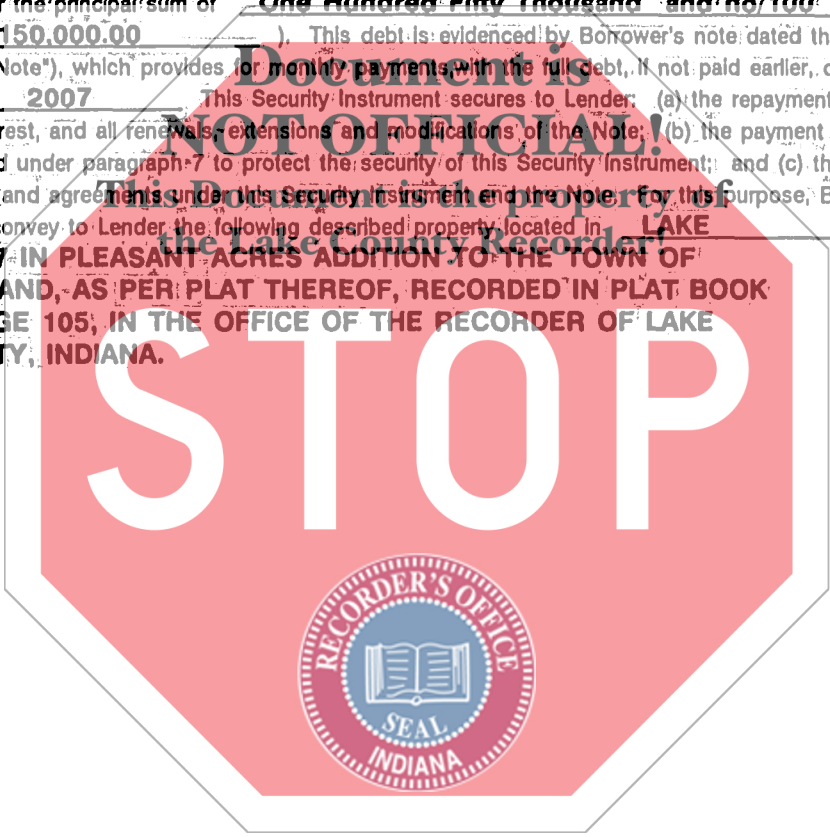 the principal sum of One Hundred Fifty Thousand and no/100
150,000.00 ). This debt is evidenced by Borrower's note dated th
Note"), which provides for monthly payments, with the full debt, if not paid earlier,
Document is
2007 This Security Instrument secures to Lender: (a) the repayment
rest, and all renewals, extensions and modifications of the Note; (b) the payment
NOT OFFICIAL!
under paragraph 7 to protect the security of this Security Instrument; and (c) th
and agreements under this Security Instrument and the Note. For this purpose, B
This Document is the property of
onvey to Lender the following described property located in LAKE
the Lake County Recorder!
IN PLEASANT ACRES ADDITION TO THE TOWN OF
AND, AS PER PLAT THEREOF, RECORDED IN PLAT BOOK
GE 105, IN THE OFFICE OF THE RECORDER OF LAKE
TY, INDIANA.
STOP
RECORDER'S OFFICE
SEAL
INDIANA